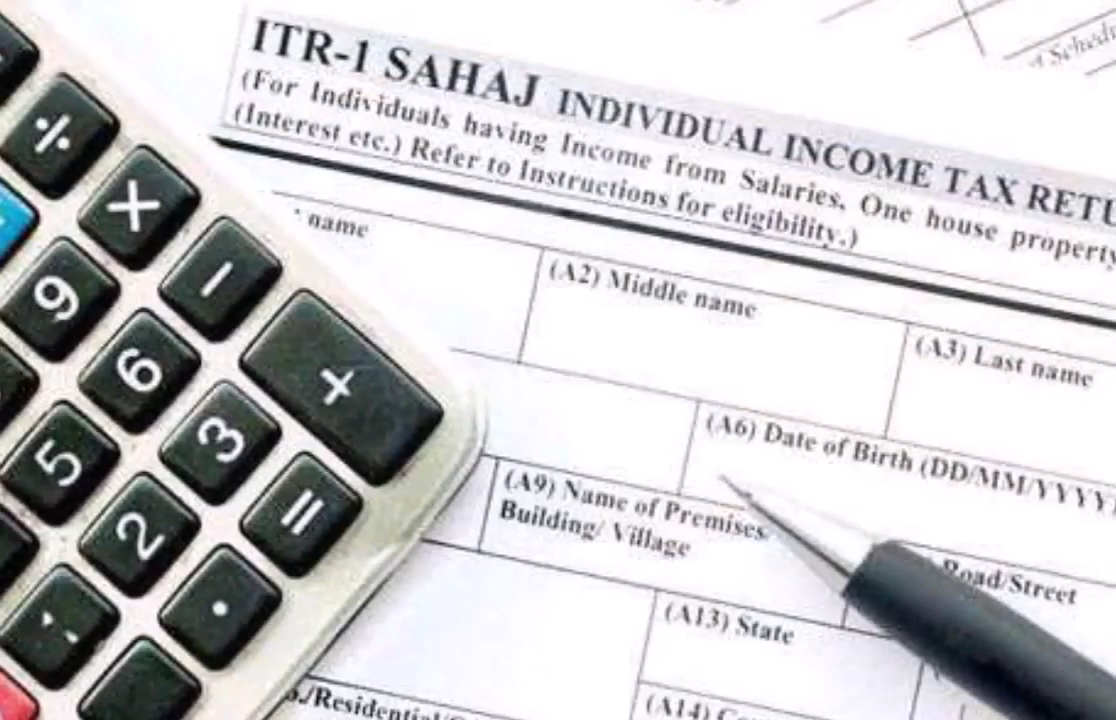 ITR-1 SAHAJ INDIVIDUAL INCOME TAX RETU
(For Individuals having Income from Salaries, One house property
(Interest etc.) Refer to Instructions for eligibility.)
name
(A2) Middle name
(A3) Last name
(A6) Date of Birth (DD/MM/YYYY
(A9) Name of Premises
Building/ Village
Road/Street
(A13) State
(A14)
/Residential/
÷
×
9
−
6
+
5
3
2
=
1
.